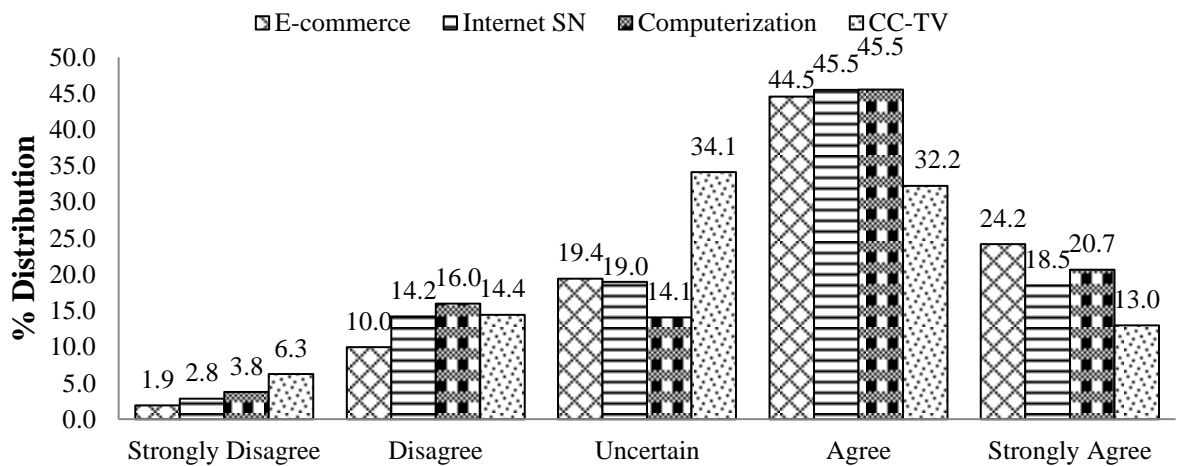 E-commerce Internet SN Computerization CC-TV
% Distribution
50.0
45.0
40.0
35.0
30.0
25.0
20.0
15.0
10.0
5.0
0.0
1.9 2.8 3.8 6.3
10.0 14.2 16.0 14.4
19.4 19.0 14.1 34.1
44.5 45.5 45.5 32.2
24.2 18.5 20.7 13.0
Strongly Disagree Disagree Uncertain Agree Strongly Agree